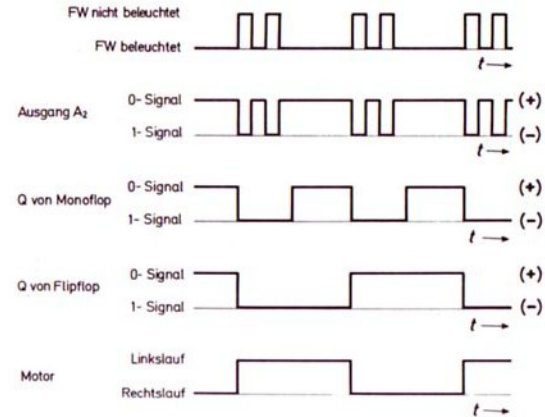 FW nicht beleuchtet
FW beleuchtet
t
Ausgang A₂
0- Signal (+)
1- Signal (-)
t
Q von Monoflop
0- Signal (+)
1- Signal (-)
t
Q von Flipflop
0- Signal (+)
1- Signal (-)
t
Motor
Linkslauf
Rechtslauf
t